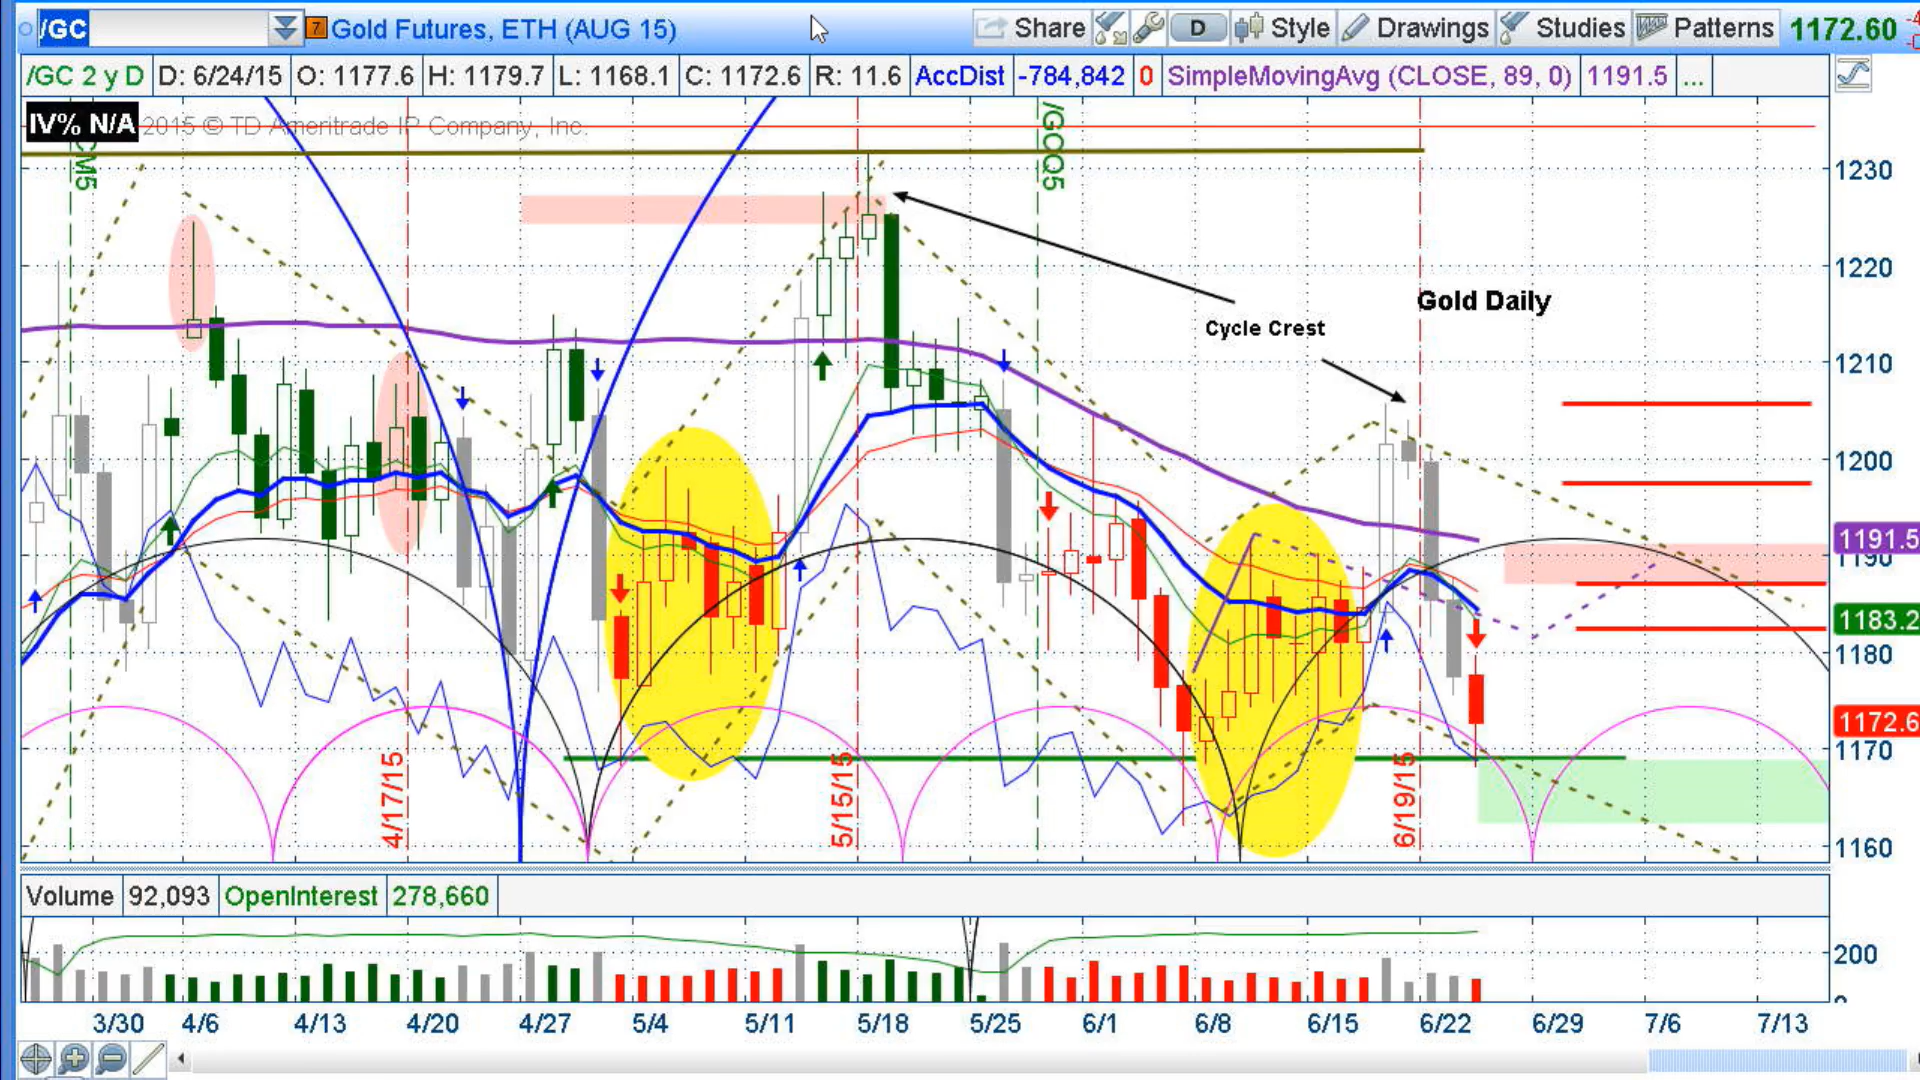 /GC 7 Gold Futures, ETH (AUG 15) Share D Style Drawings Studies Patterns 1172.60
/GC 2 y D D: 6/24/15 O: 1177.6 H: 1179.7 L: 1168.1 C: 1172.6 R: 11.6 AccDist -784,842 0 SimpleMovingAvg (CLOSE, 89, 0) 1191.5 ...
IV% N/A 2015 © TD Ameritrade IP Company, Inc.
/GCQ5
1230
1220
Gold Daily
Cycle Crest
1210
1200
1191.5
1190
1183.2
1180
1172.6
1170
4/17/15 5/15/15 6/19/15
1160
Volume 92,093 OpenInterest 278,660
200
0
3/30 4/6 4/13 4/20 4/27 5/4 5/11 5/18 5/25 6/1 6/8 6/15 6/22 6/29 7/6 7/13